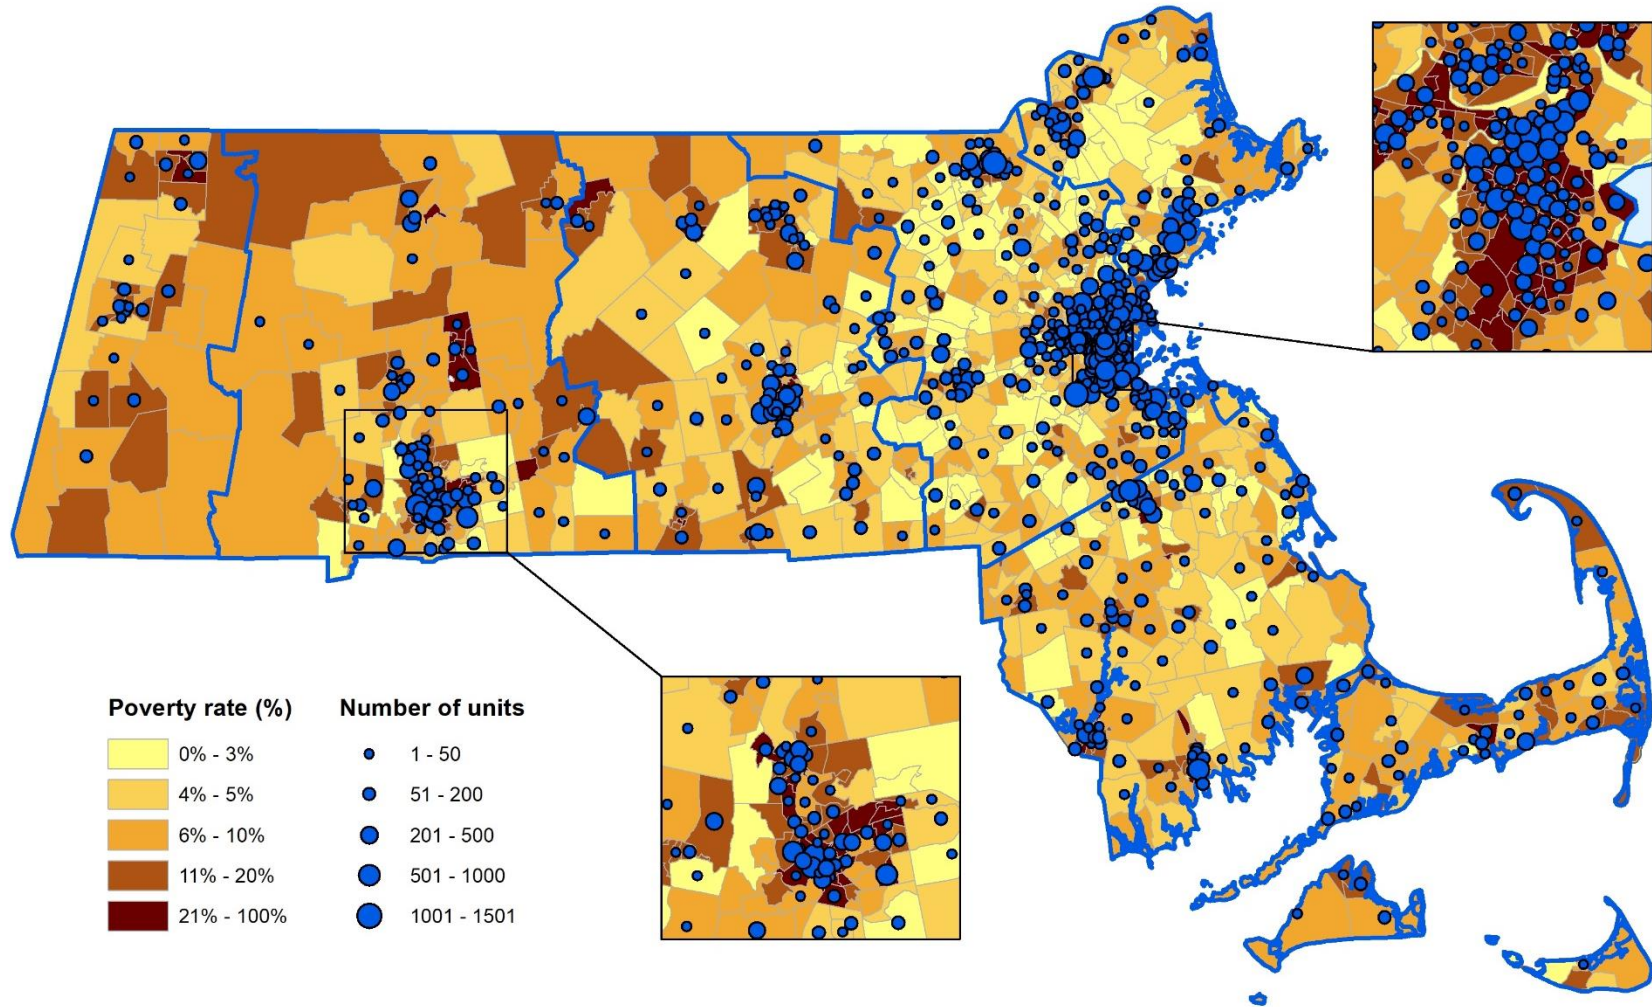 Poverty rate (%)
0% - 3%
4% - 5%
6% - 10%
11% - 20%
21% - 100%
Number of units
1 - 50
51 - 200
201 - 500
501 - 1000
1001 - 1501